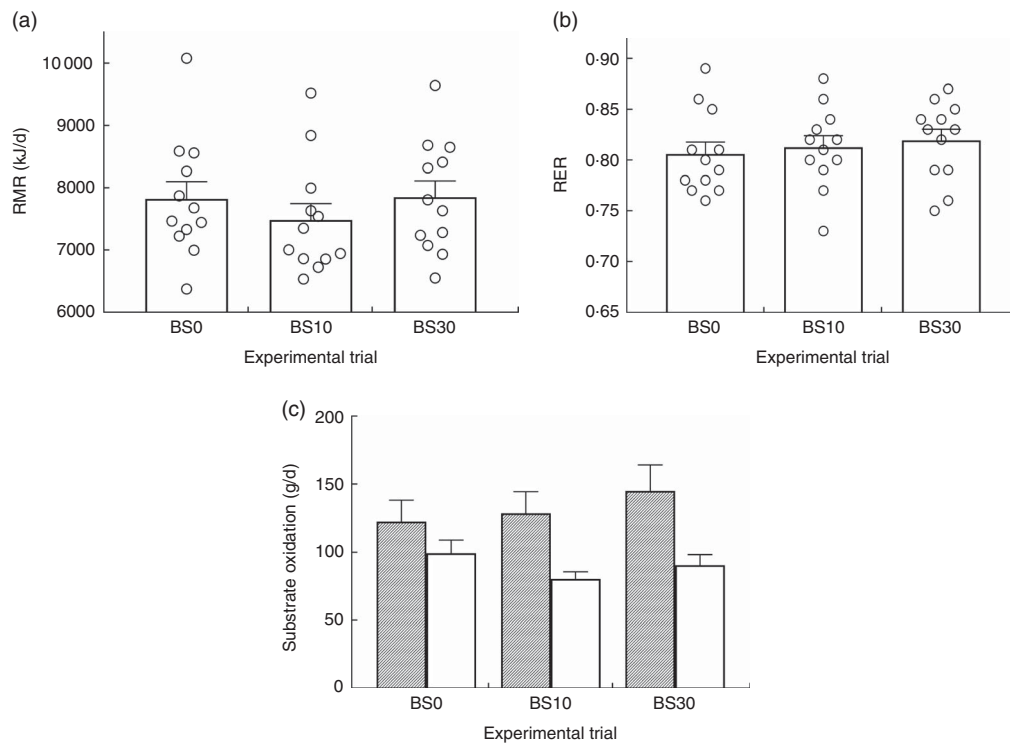 (a)
10 000
9000
8000
7000
6000
RMR (kJ/d)
BS0 BS10 BS30
Experimental trial
(b)
0·90
0·85
0·80
0·75
0·70
0·65
RER
BS0 BS10 BS30
Experimental trial
(c)
200
150
100
50
0
Substrate oxidation (g/d)
BS0 BS10 BS30
Experimental trial